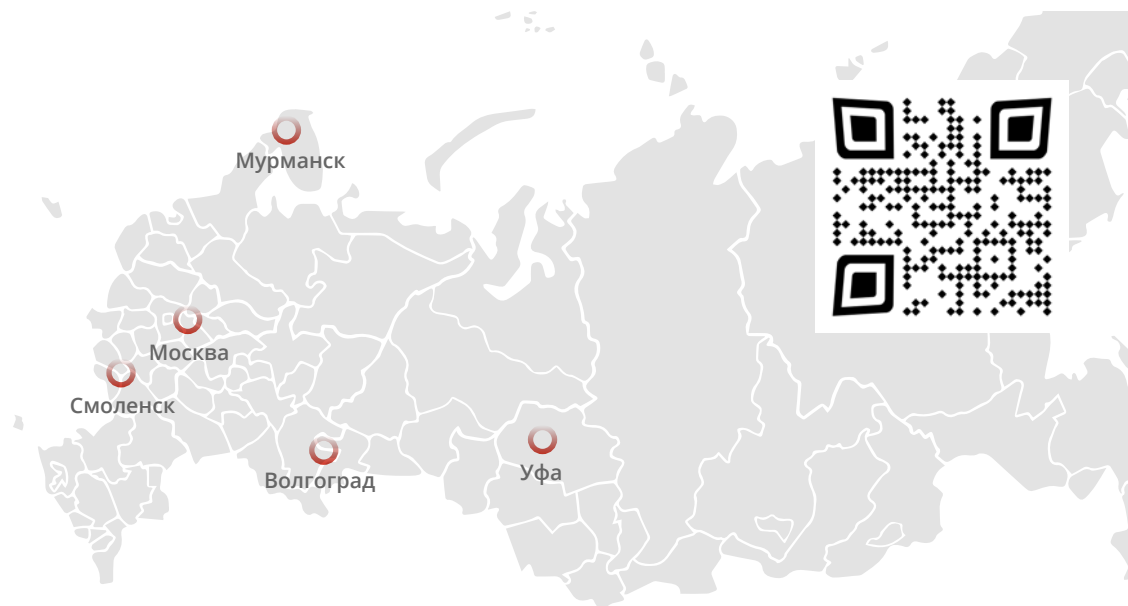 Мурманск
Москва
Смоленск
Волгоград
Уфа